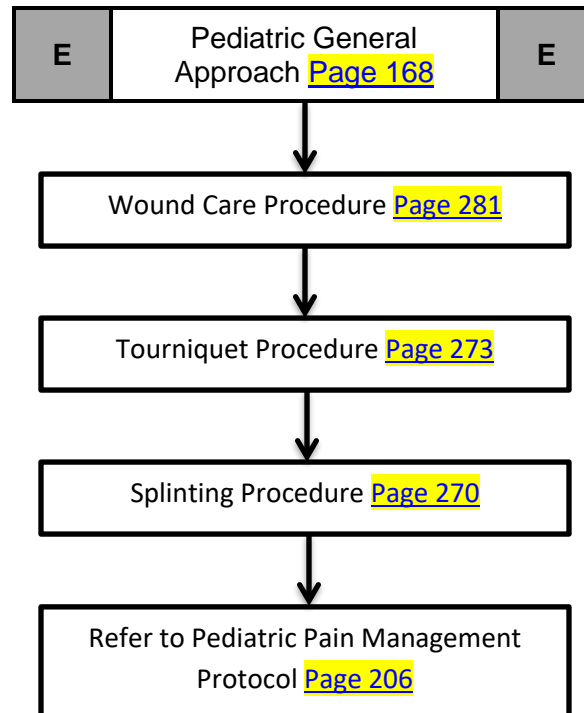 E
Pediatric General
Approach Page 168
E
Wound Care Procedure Page 281
Tourniquet Procedure Page 273
Splinting Procedure Page 270
Refer to Pediatric Pain Management
Protocol Page 206